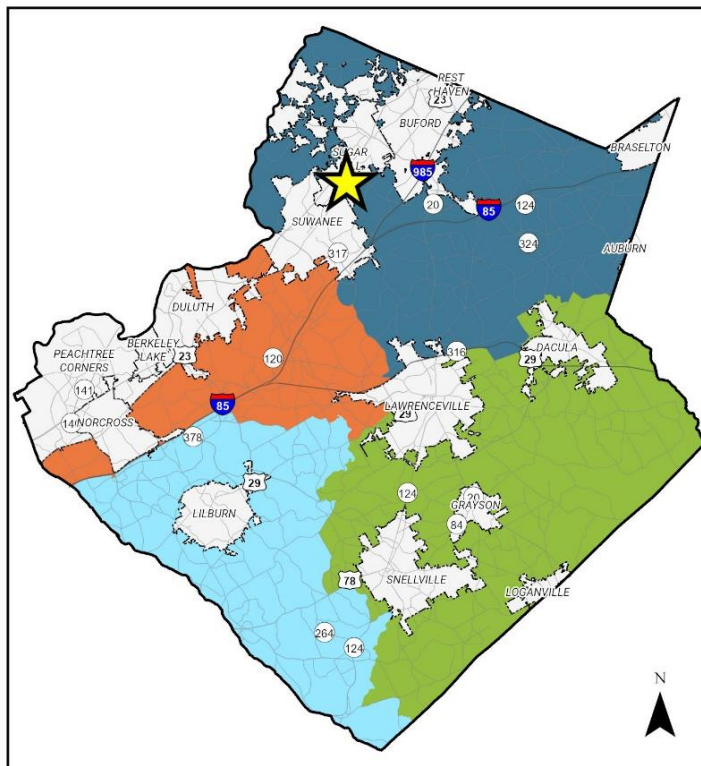 REST
HAVEN
23
BUFORD
BRASELTON
SUGAR
985
20
85
124
SUWANEE
324
AUBURN
317
DULUTH
BERKELEY
LAKE
23
PEACHTREE
CORNERS
120
316
DACULA
29
141
85
LAWRENCEVILLE
29
14
NORCROSS
378
29
124
20
GRAYSON
84
LILBURN
78
SNELLVILLE
LOGANVILLE
264
124
N